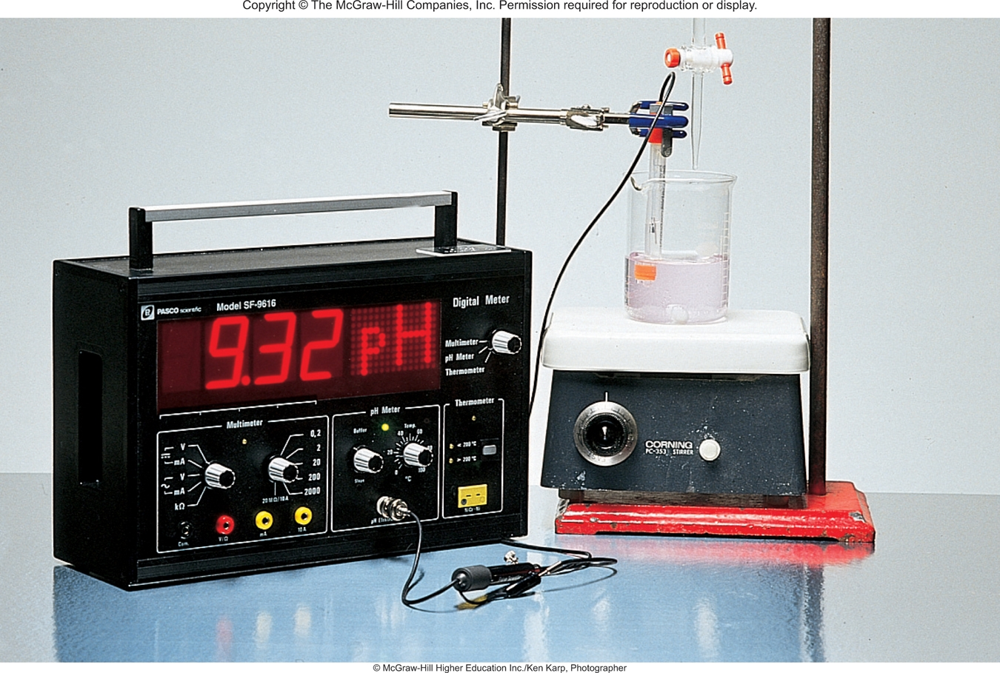 Copyright © The McGraw-Hill Companies, Inc. Permission required for reproduction or display.
PASCO scientific
Model SF-9616
Digital Meter
9.32 pH
Multimeter
pH Meter
Thermometer
Multimeter
V
mA
V
mA
kΩ
0,2
2
20
200
2000
20 MΩ/10A
Com.
V/Ω
mA
10A
pH Meter
Buffer
Slope
Temp.
0
20
40
60
100
°C
pH
Thermometer
< 200 °C
> 200 °C
NiCr-Ni
CORNING
PC-353 STIRRER
© McGraw-Hill Higher Education Inc./Ken Karp, Photographer